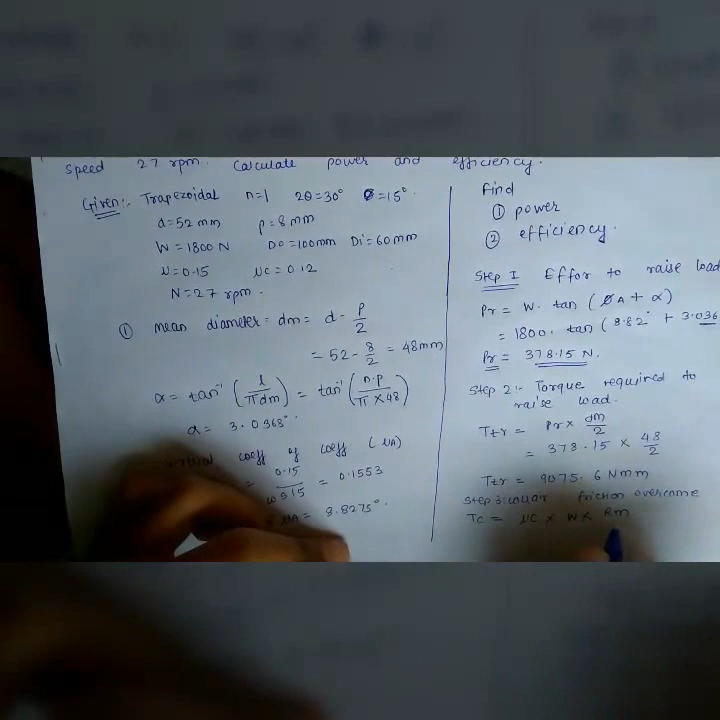 speed 27 rpm. Calculate power and efficiency.
Given:- Trapezoidal n=1 2θ=30° θ=15°.
d=52 mm p=8 mm
W=1800 N Do=100mm Di=60mm
μ=0.15 μc=0.12
N=27 rpm.
① mean diameter = dm = d - p/2
= 52 - 8/2 = 48mm
α = tan⁻¹ (l/πdm) = tan⁻¹ (n.p/π×48)
α = 3.0368°.
coeff of coeff (μA)
= 0.15/cos15 = 0.1553
μA = 8.8275°.
Find
① power
② efficiency.
Step I Effor to raise load
Pr = W. tan (øA + α)
= 1800. tan (8.82° + 3.036
Pr = 378.15 N.
Step 2:- Torque required to
raise load.
Ttr = Pr × dm/2
= 378.15 × 48/2
Ttr = 9075.6 Nmm
Step 3: collar friction overcome
Tc = μc × W × Rm